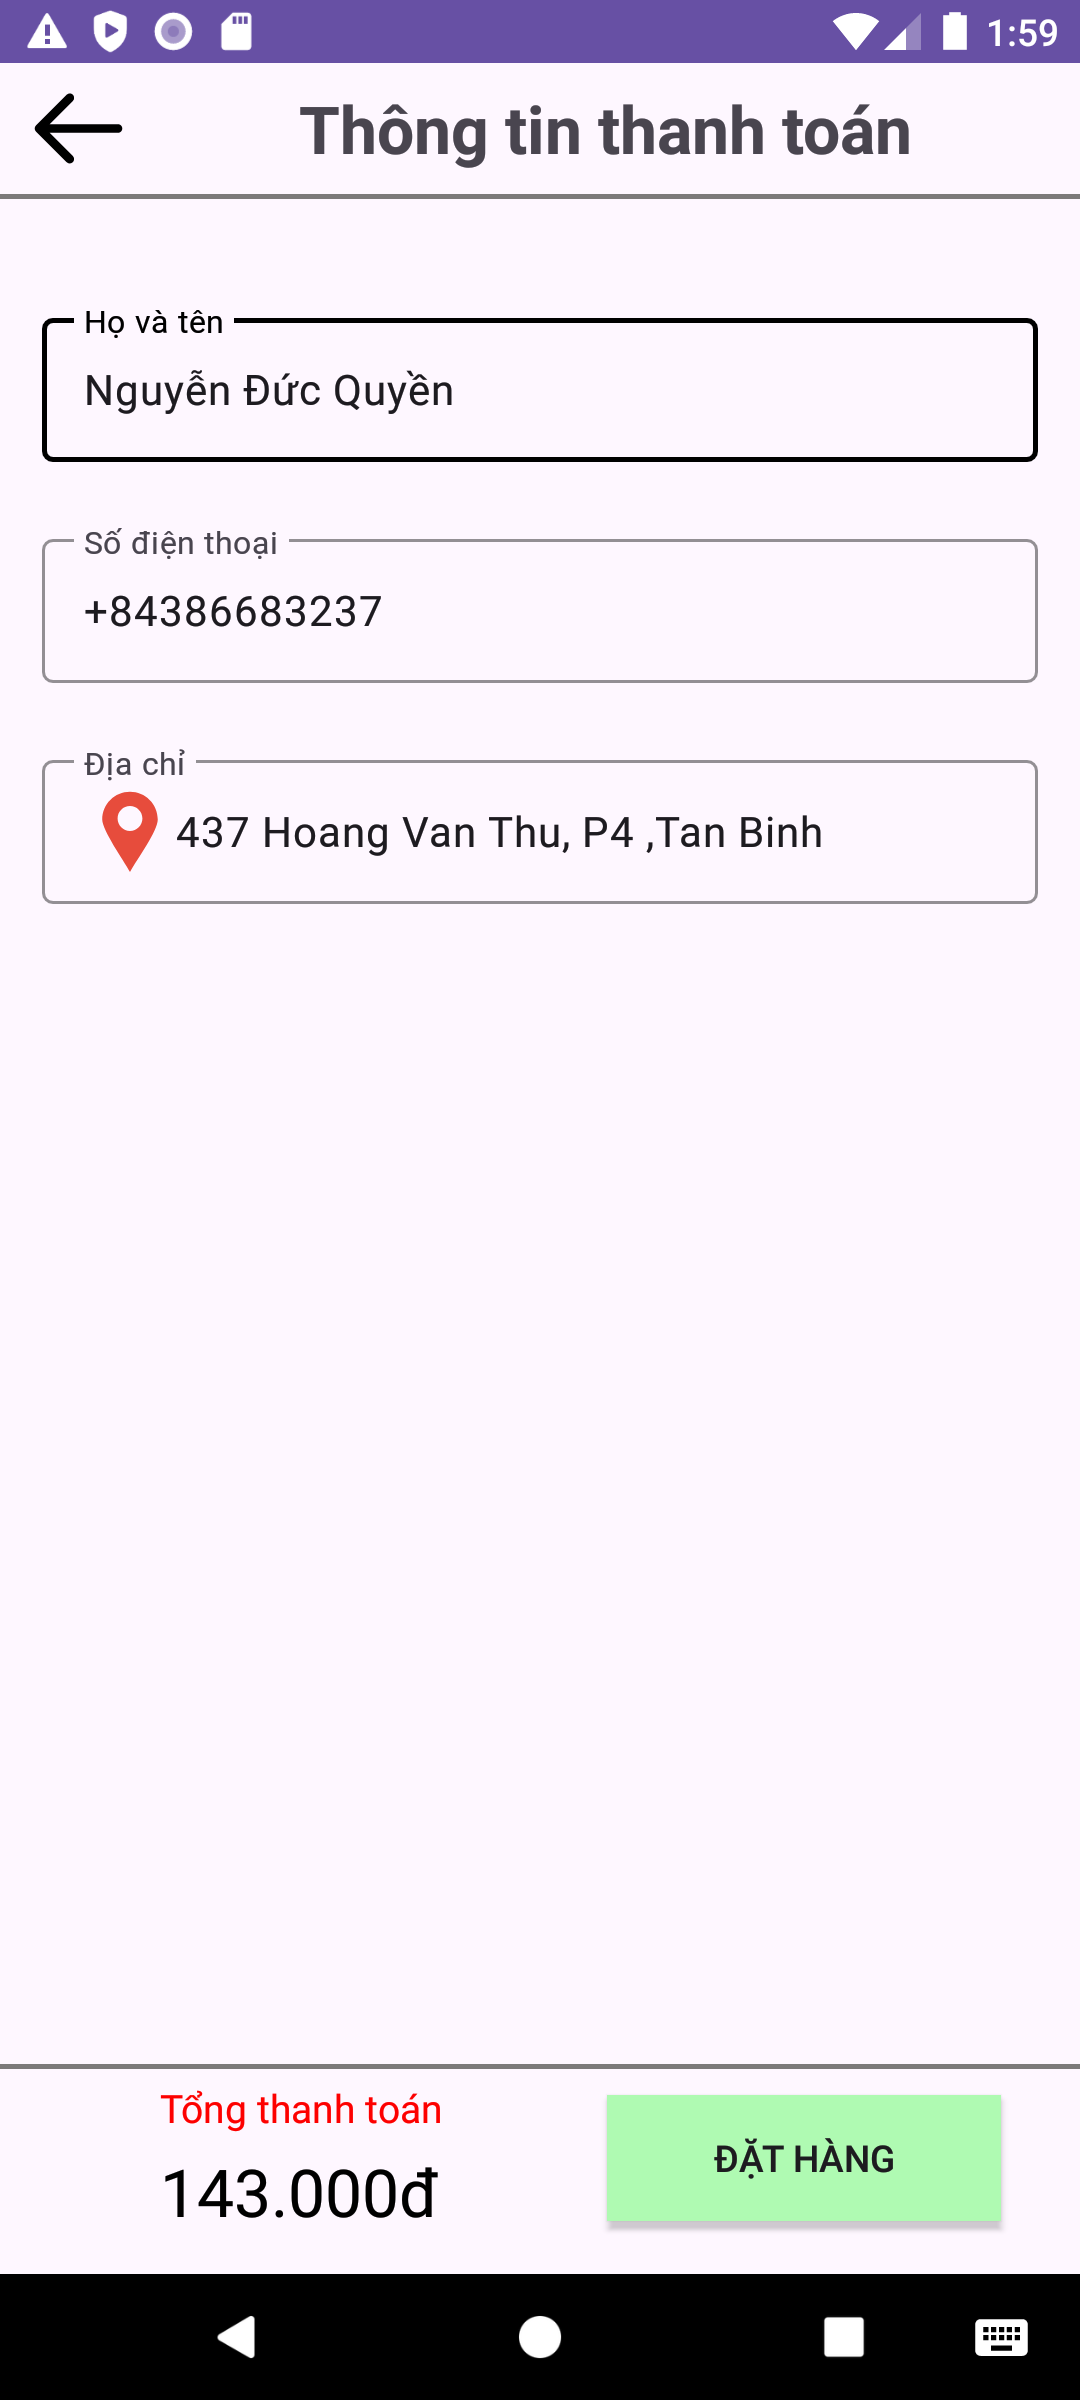 1:59
Thông tin thanh toán
Họ và tên
Nguyễn Đức Quyền
Số điện thoại
+84386683237
Địa chỉ
437 Hoang Van Thu, P4 ,Tan Binh
Tổng thanh toán
143.000đ
ĐẶT HÀNG